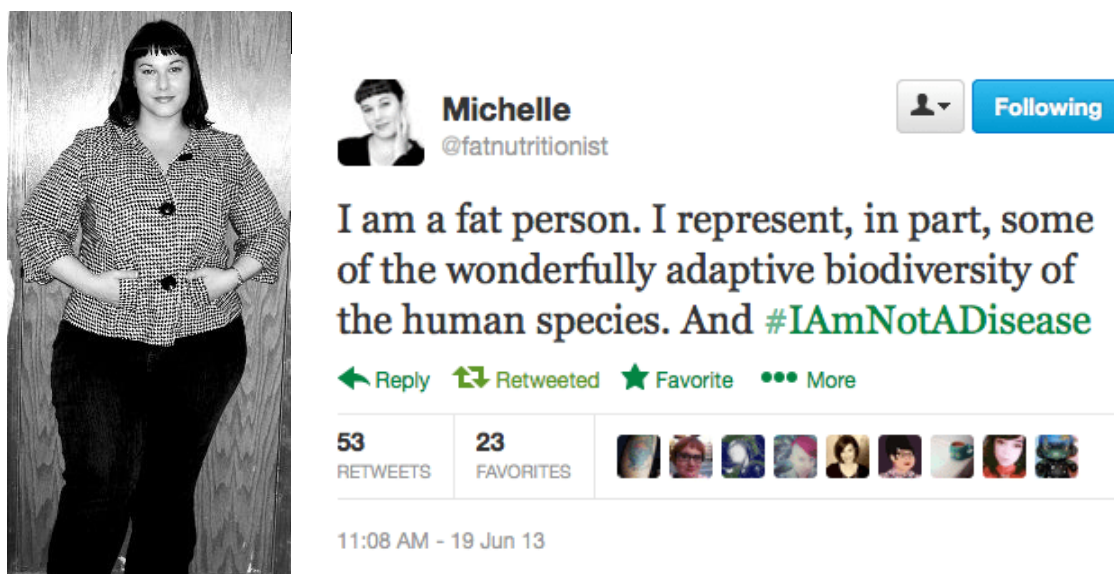 Michelle
@fatnutritionist
Following
I am a fat person. I represent, in part, some
of the wonderfully adaptive biodiversity of
the human species. And #IAmNotADisease
Reply Retweeted Favorite More
53 23
RETWEETS FAVORITES
11:08 AM - 19 Jun 13